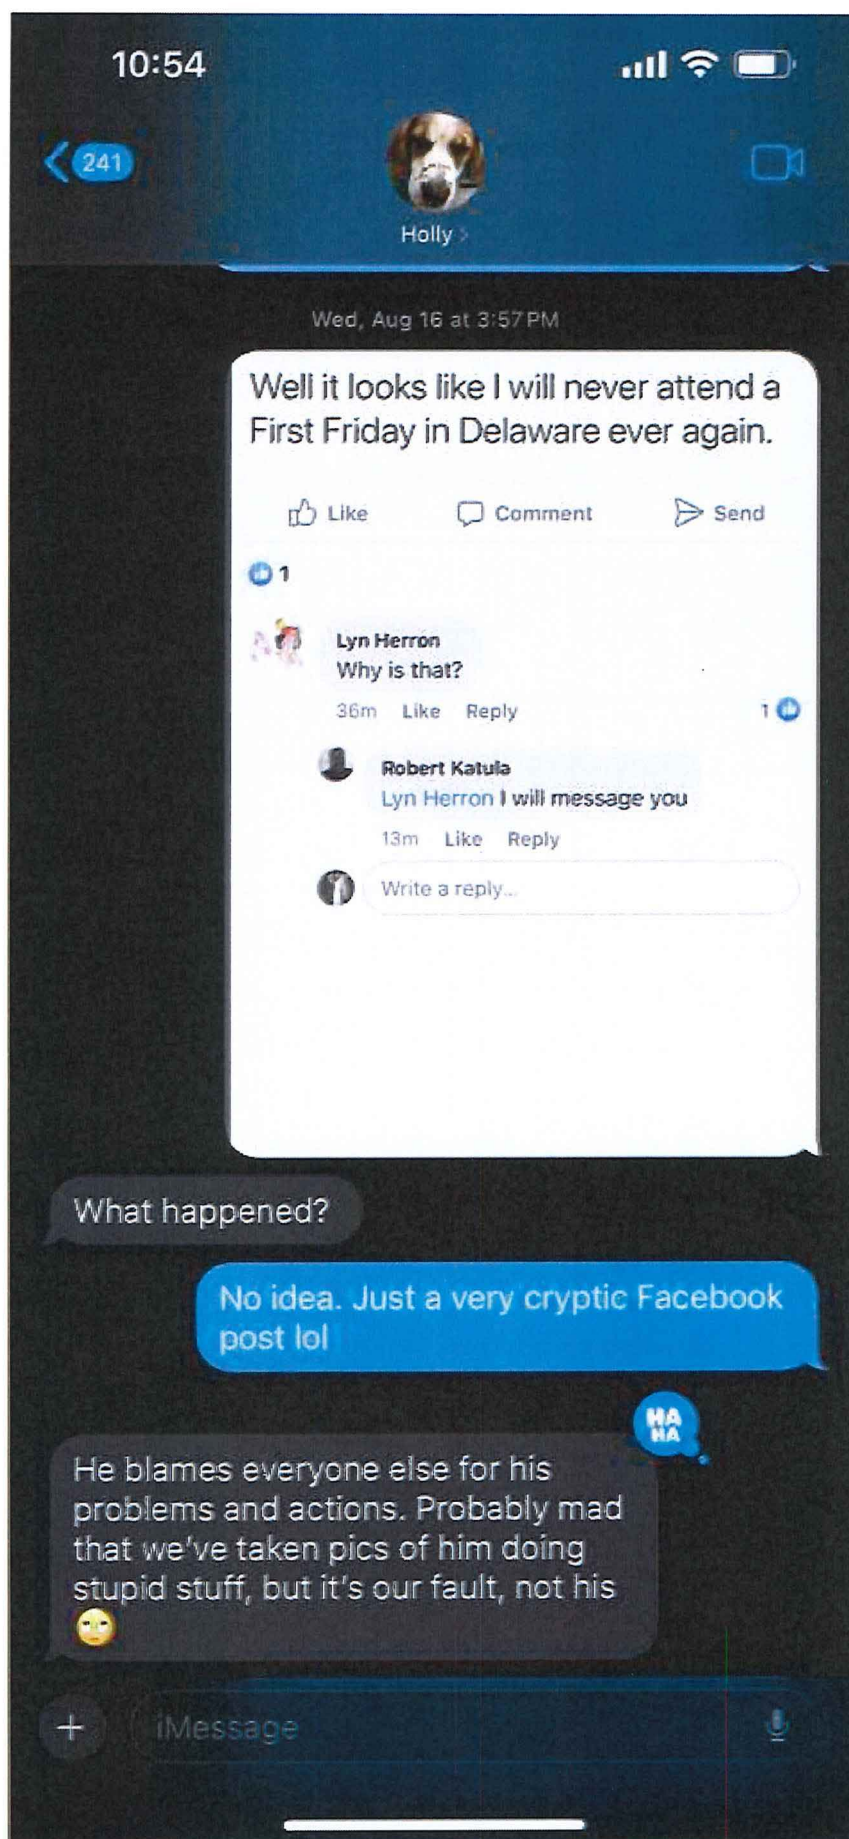 10:54
241
Holly >
Wed, Aug 16 at 3:57 PM
Well it looks like I will never attend a
First Friday in Delaware ever again.
Like Comment Send
1
Lyn Herron
Why is that?
36m Like Reply 1
Robert Katula
Lyn Herron I will message you
13m Like Reply
Write a reply...
What happened?
No idea. Just a very cryptic Facebook
post lol
HA
HA
He blames everyone else for his
problems and actions. Probably mad
that we've taken pics of him doing
stupid stuff, but it's our fault, not his
🙄
iMessage